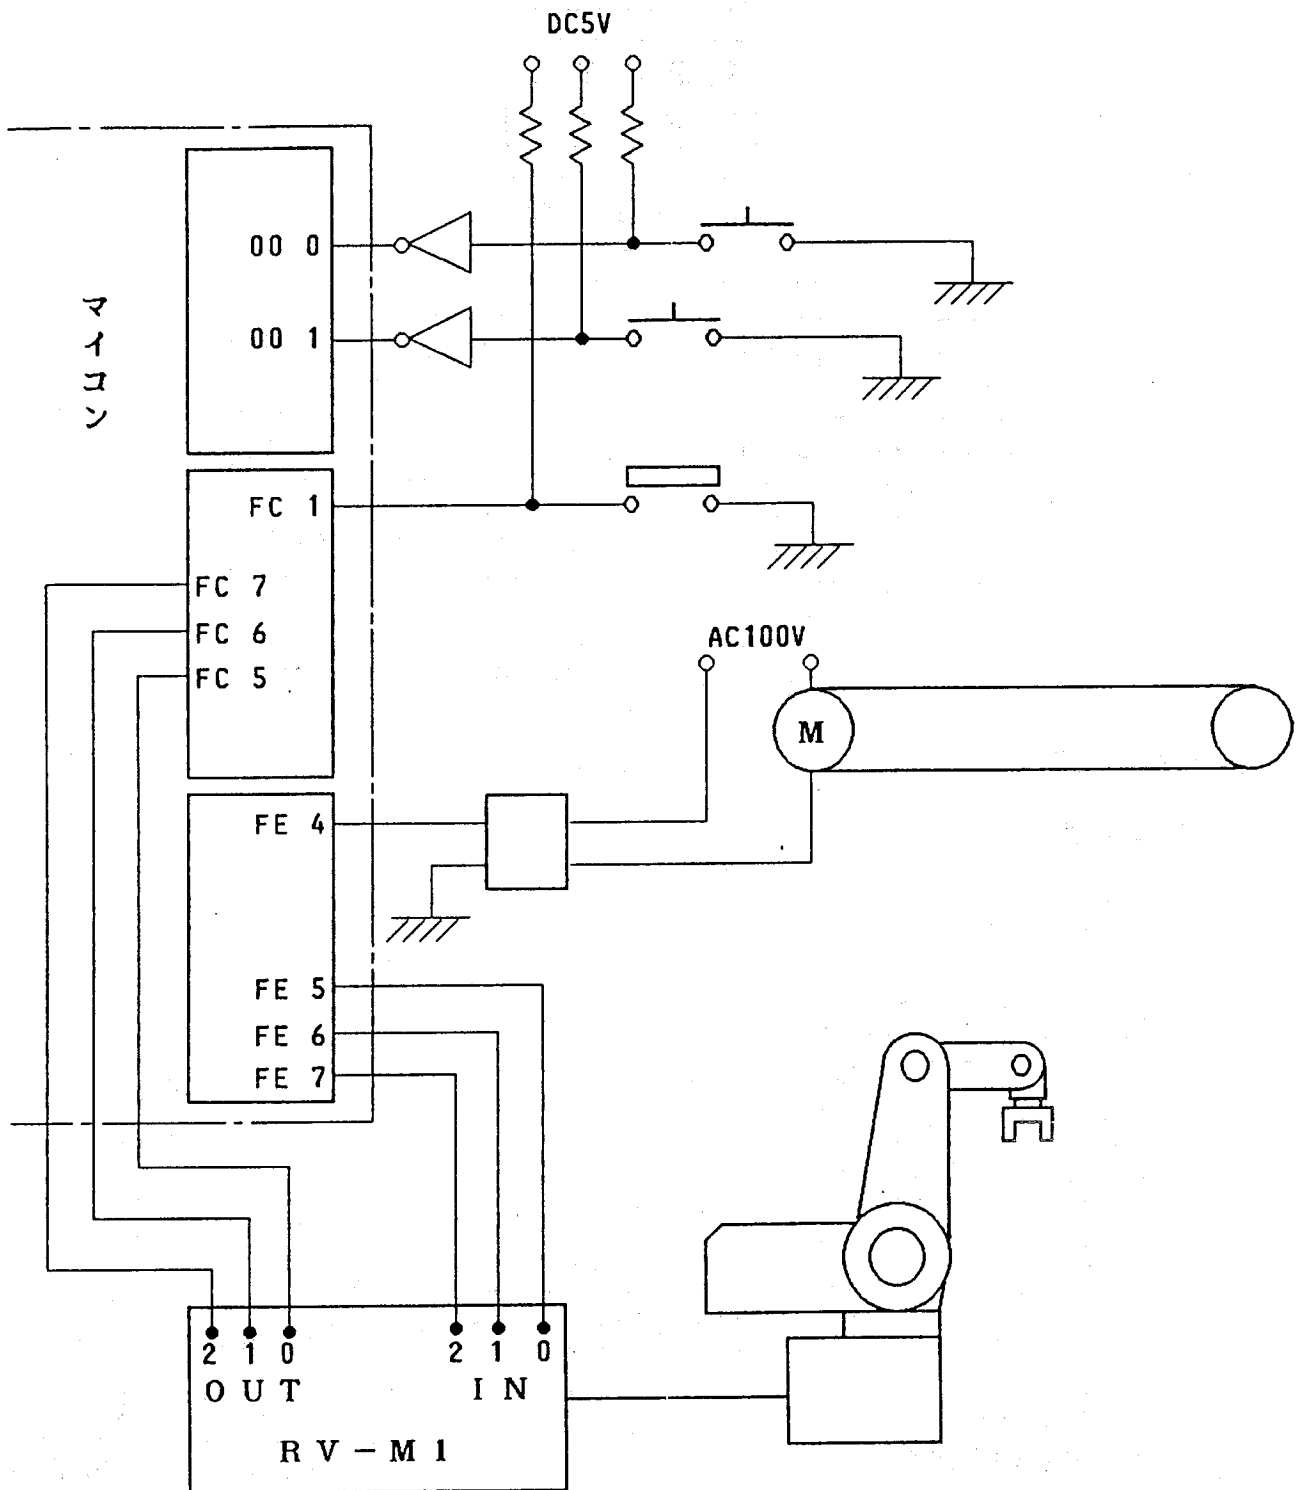 DC5V
00 0
00 1
マイコン
FC 1
FC 7
FC 6
FC 5
AC100V
M
FE 4
FE 5
FE 6
FE 7
2 1 0
2 1 0
OUT
IN
RV-M1